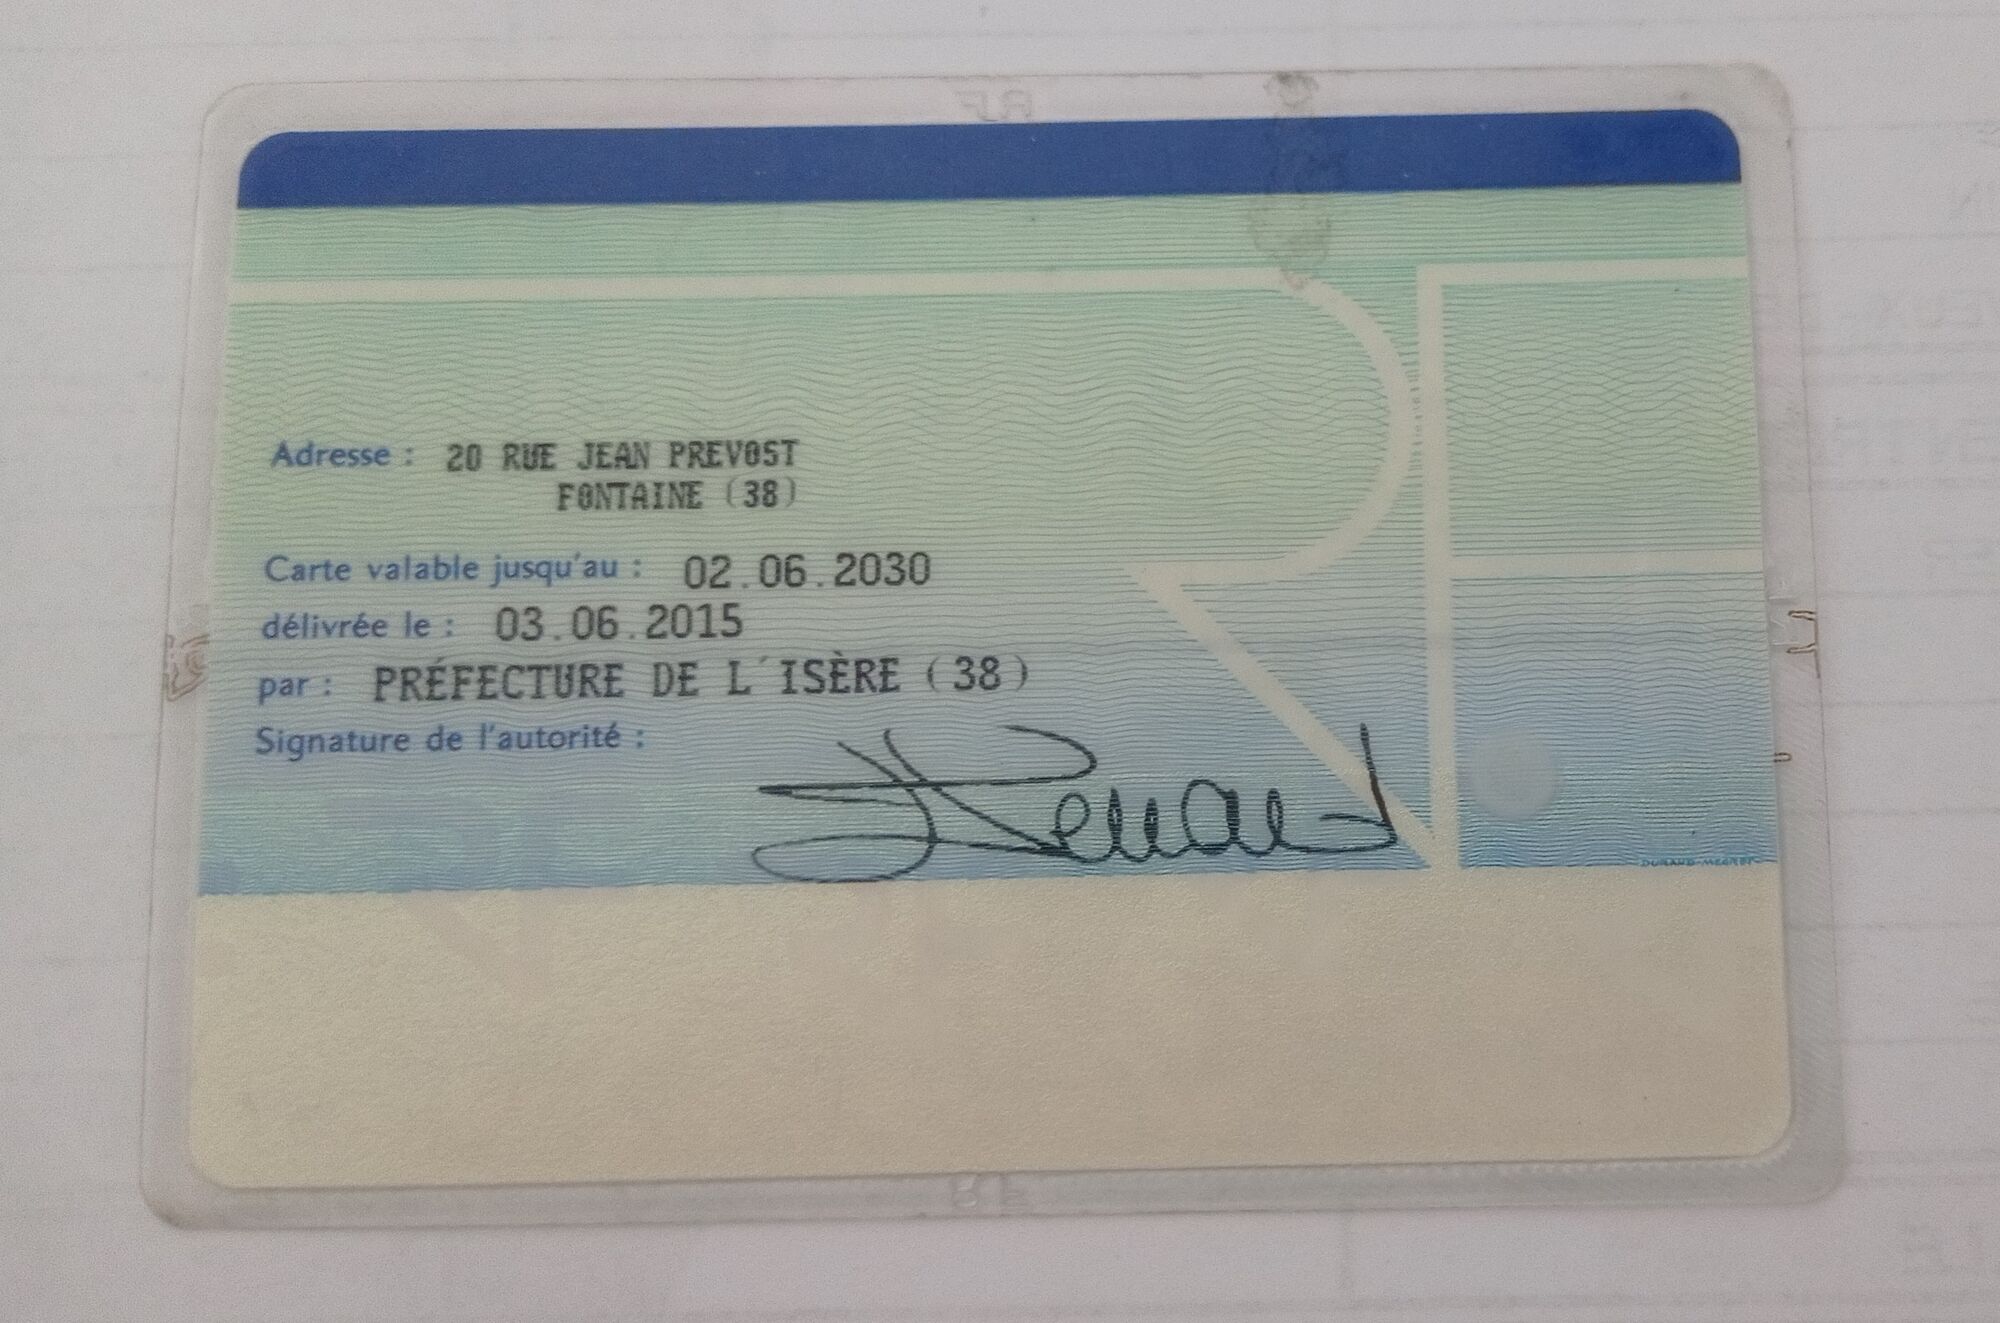 Adresse : 20 RUE JEAN PREVOST
FONTAINE (38)
Carte valable jusqu'au : 02.06.2030
délivrée le : 03.06.2015
par : PRÉFECTURE DE L'ISÈRE (38)
Signature de l'autorité :
RF